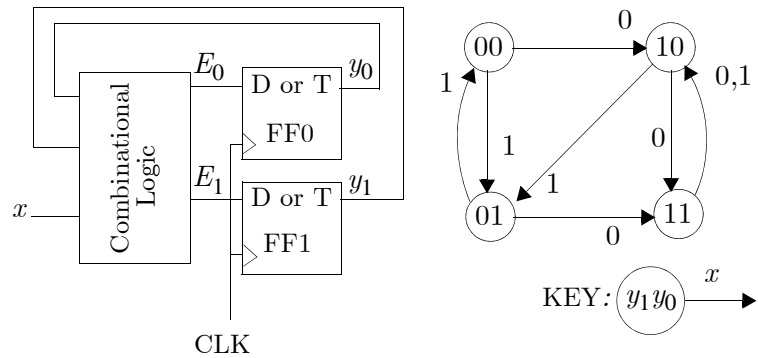 E₀
y₀
D or T
FF0
Combinational
Logic
E₁
y₁
D or T
FF1
x
CLK
00
0
10
1
0,1
1
0
1
01
0
11
KEY:
y₁y₀
x